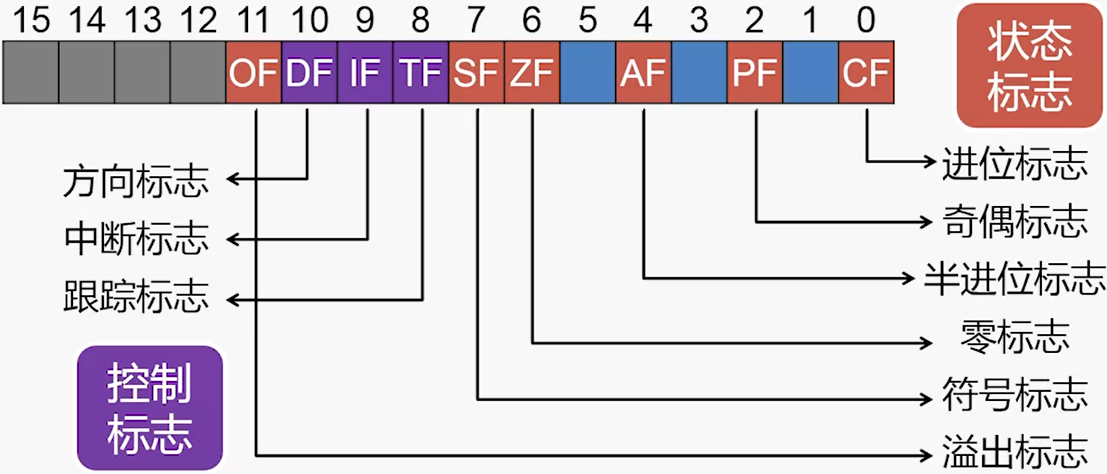 15 14 13 12 11 10 9 8 7 6 5 4 3 2 1 0
OF DF IF TF SF ZF AF PF CF
状态
标志
方向标志
中断标志
跟踪标志
控制
标志
进位标志
奇偶标志
半进位标志
零标志
符号标志
溢出标志